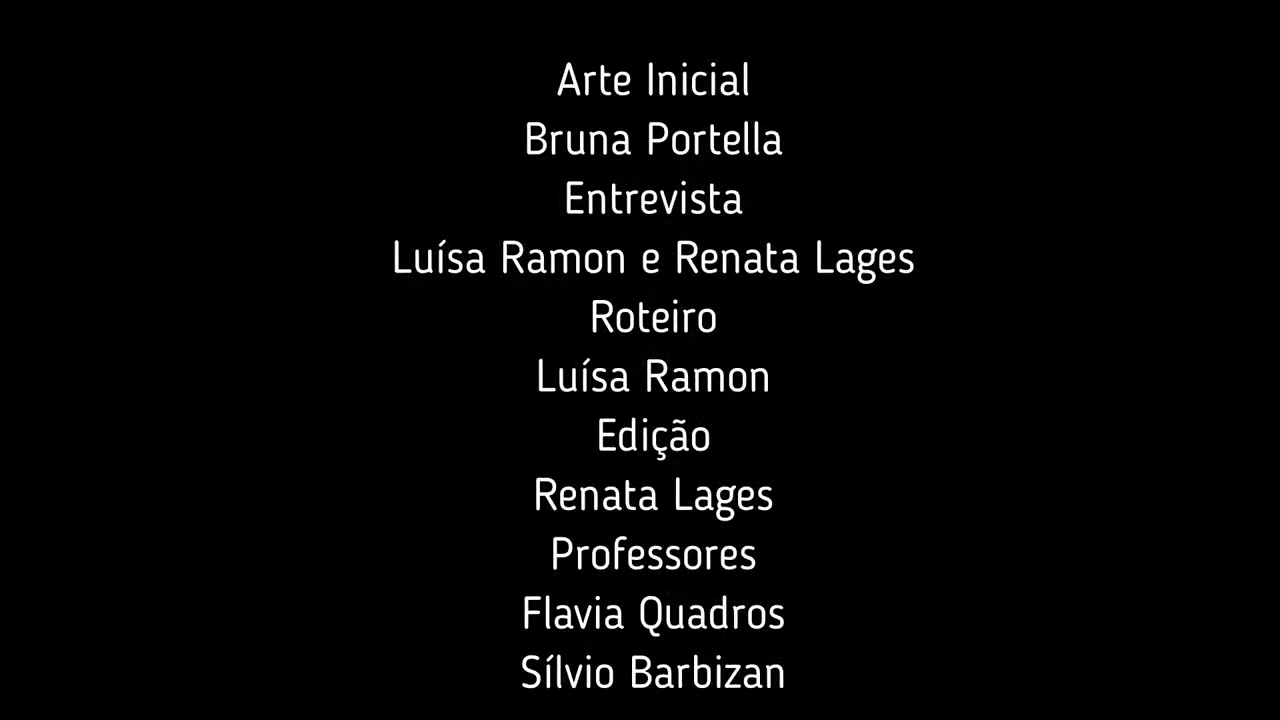 Arte Inicial
Bruna Portella
Entrevista
Luísa Ramon e Renata Lages
Roteiro
Luísa Ramon
Edição
Renata Lages
Professores
Flavia Quadros
Sílvio Barbizan